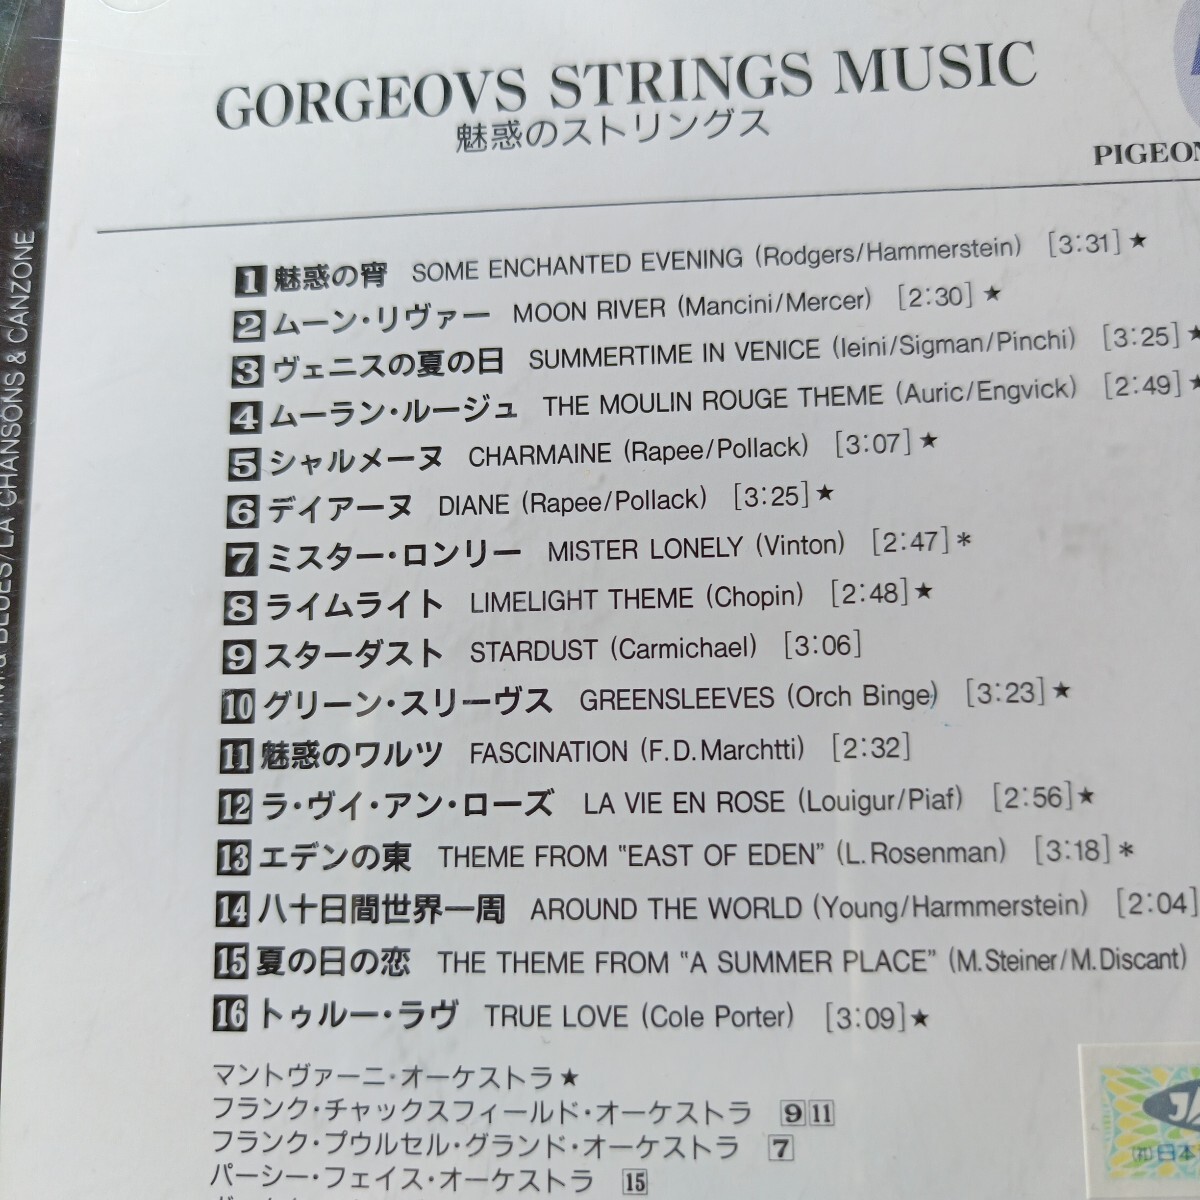 GORGEOVS STRINGS MUSIC
魅惑のストリングス
PIGEON
1 魅惑の宵 SOME ENCHANTED EVENING (Rodgers/Hammerstein) [3:31]★
2 ムーン・リヴァー MOON RIVER (Mancini/Mercer) [2:30]★
3 ヴェニスの夏の日 SUMMERTIME IN VENICE (Ieini/Sigman/Pinchi) [3:25]★
4 ムーラン・ルージュ THE MOULIN ROUGE THEME (Auric/Engvick) [2:49]★
5 シャルメーヌ CHARMAINE (Rapee/Pollack) [3:07]★
6 デイアーヌ DIANE (Rapee/Pollack) [3:25]★
7 ミスター・ロンリー MISTER LONELY (Vinton) [2:47]*
8 ライムライト LIMELIGHT THEME (Chopin) [2:48]★
9 スターダスト STARDUST (Carmichael) [3:06]
10 グリーン・スリーヴス GREENSLEEVES (Orch Binge) [3:23]★
11 魅惑のワルツ FASCINATION (F.D.Marchtti) [2:32]
12 ラ・ヴイ・アン・ローズ LA VIE EN ROSE (Louigur/Piaf) [2:56]★
13 エデンの東 THEME FROM "EAST OF EDEN" (L.Rosenman) [3:18]*
14 八十日間世界一周 AROUND THE WORLD (Young/Harmmerstein) [2:04]
15 夏の日の恋 THE THEME FROM "A SUMMER PLACE" (M.Steiner/M.Discant)
16 トゥルー・ラヴ TRUE LOVE (Cole Porter) [3:09]★
マントヴァーニ・オーケストラ★
フランク・チャックスフィールド・オーケストラ 9 11
フランク・プウルセル・グランド・オーケストラ 7
パーシー・フェイス・オーケストラ 15
BLUES/LA CHANSONS & CANZONE
JA
㈳日本